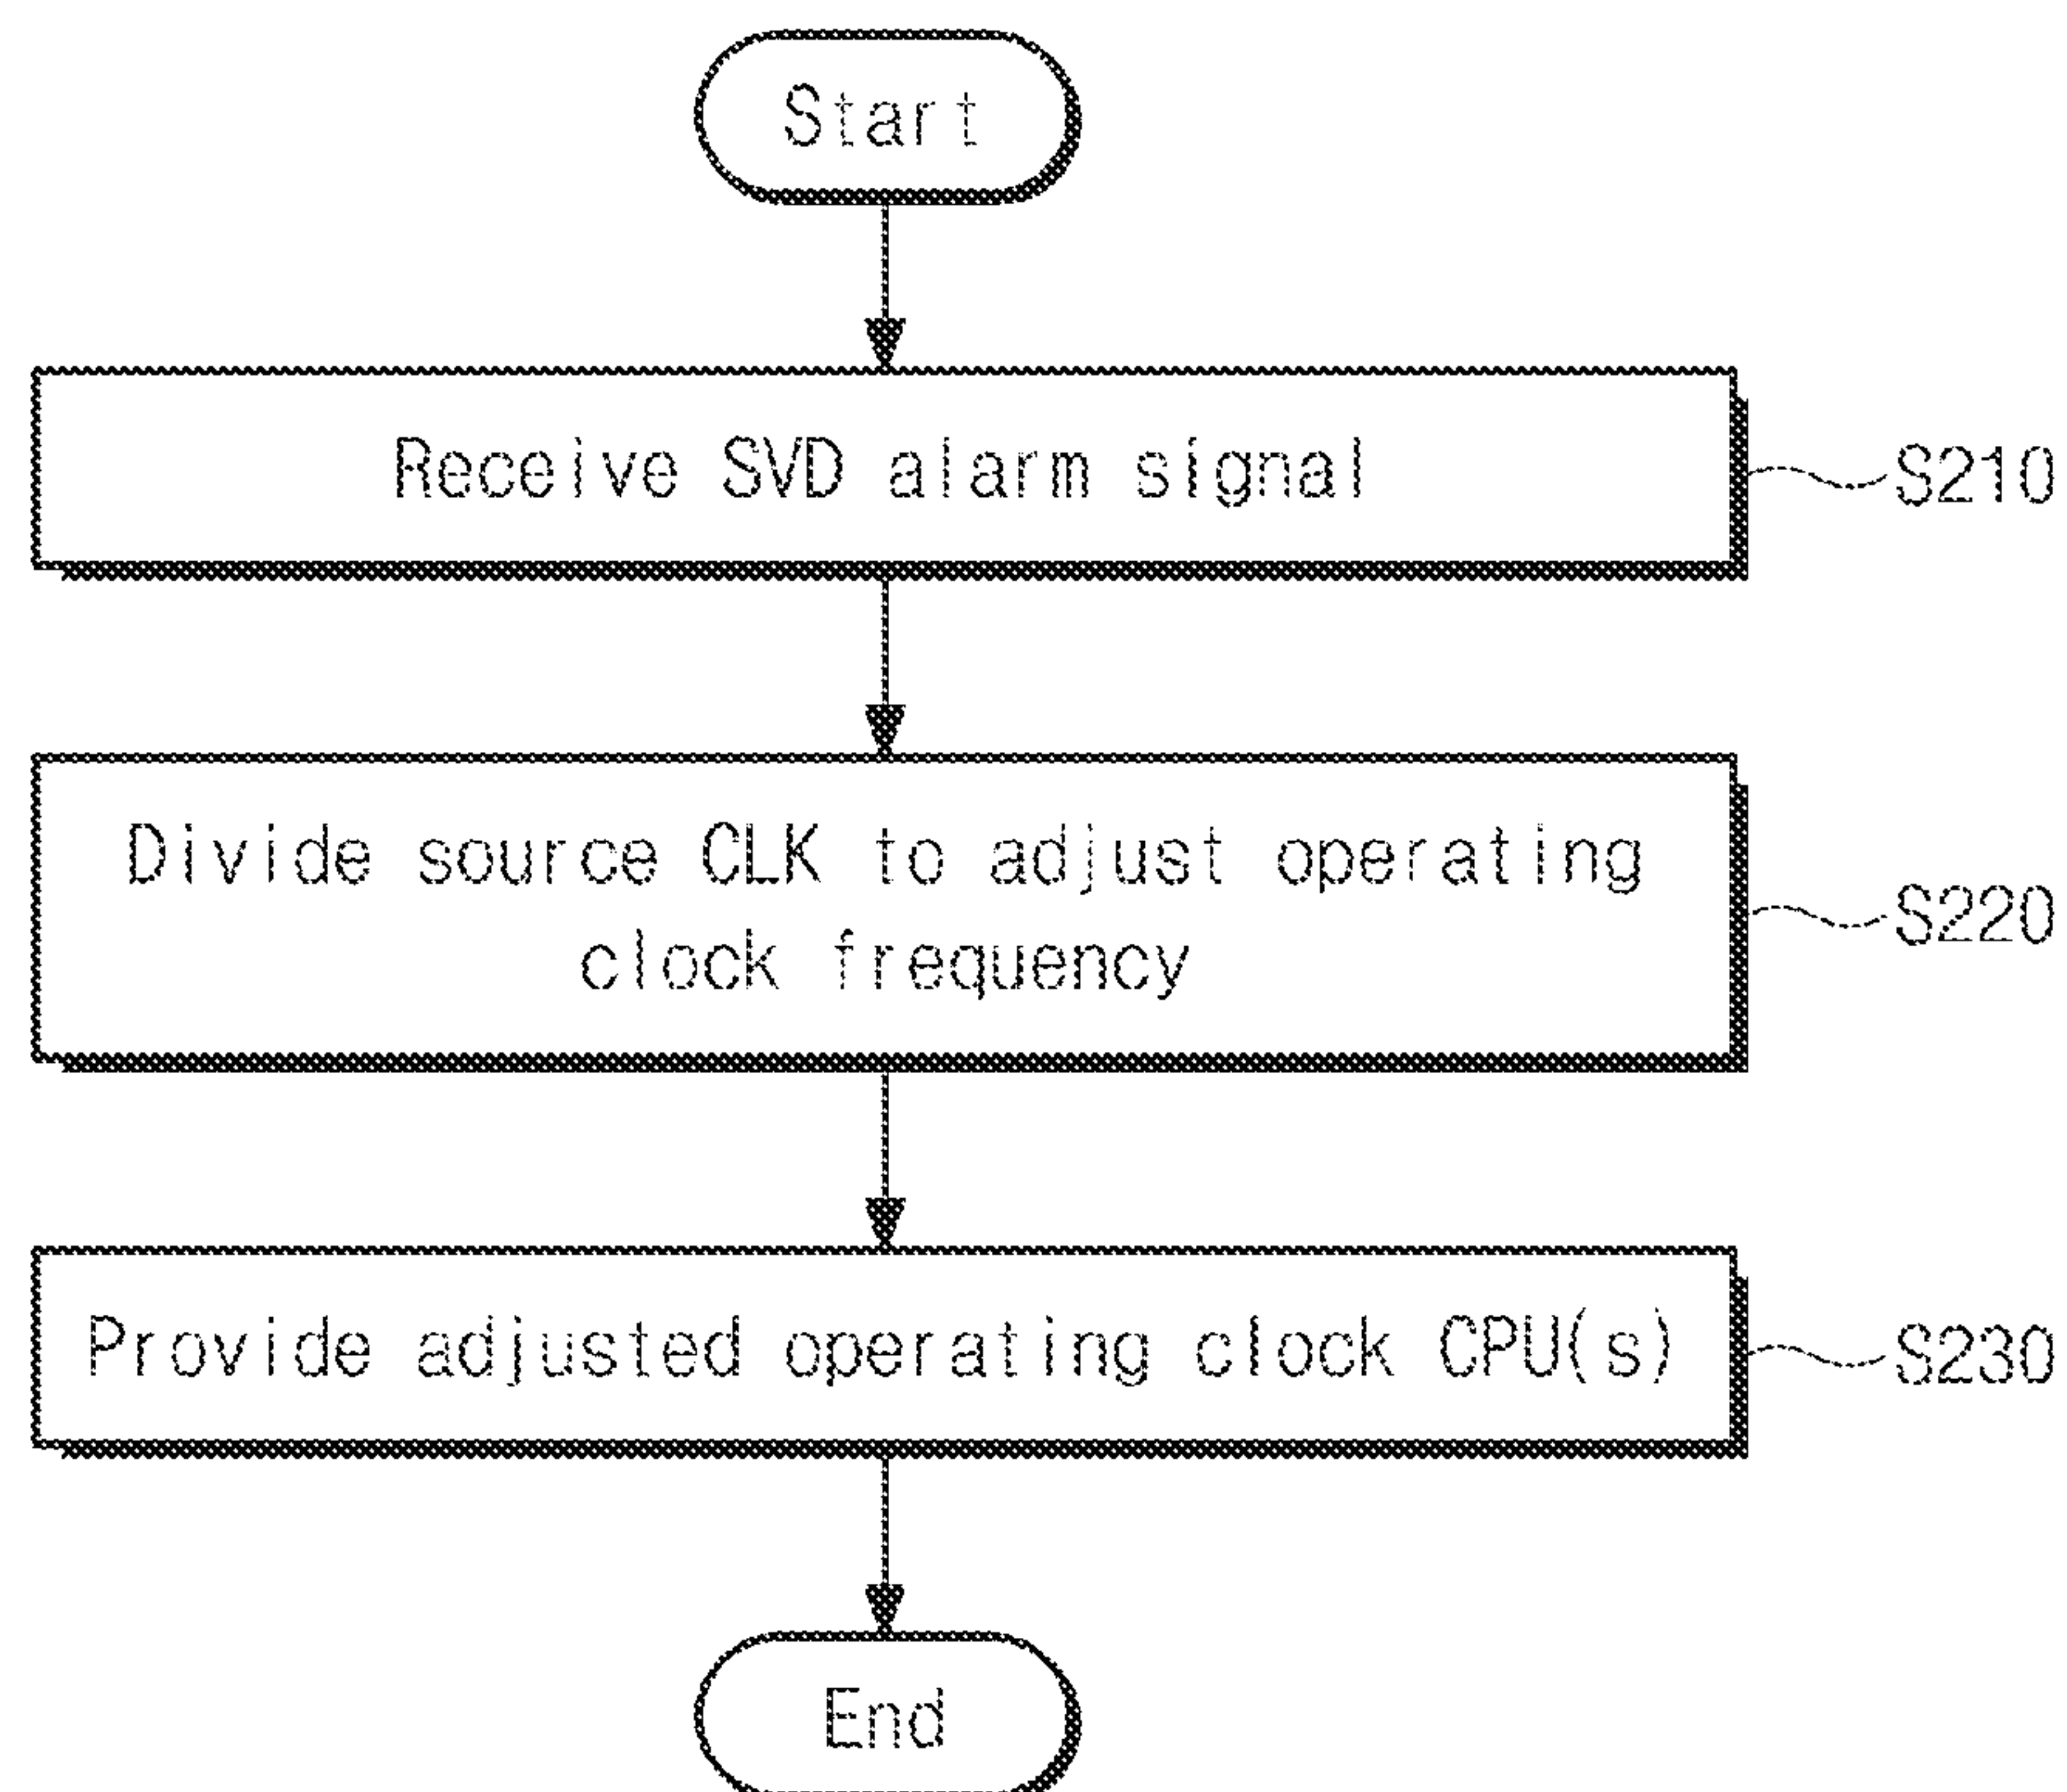 Start
Receive SVD alarm signal
S210
Divide source CLK to adjust operating
clock frequency
S220
Provide adjusted operating clock CPU(s)
S230
End